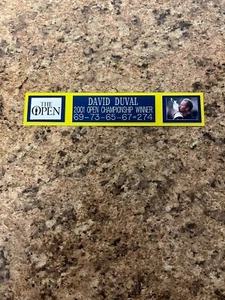 THE
OPEN
DAVID DUVAL
2001 OPEN CHAMPIONSHIP WINNER
69-73-65-67=274